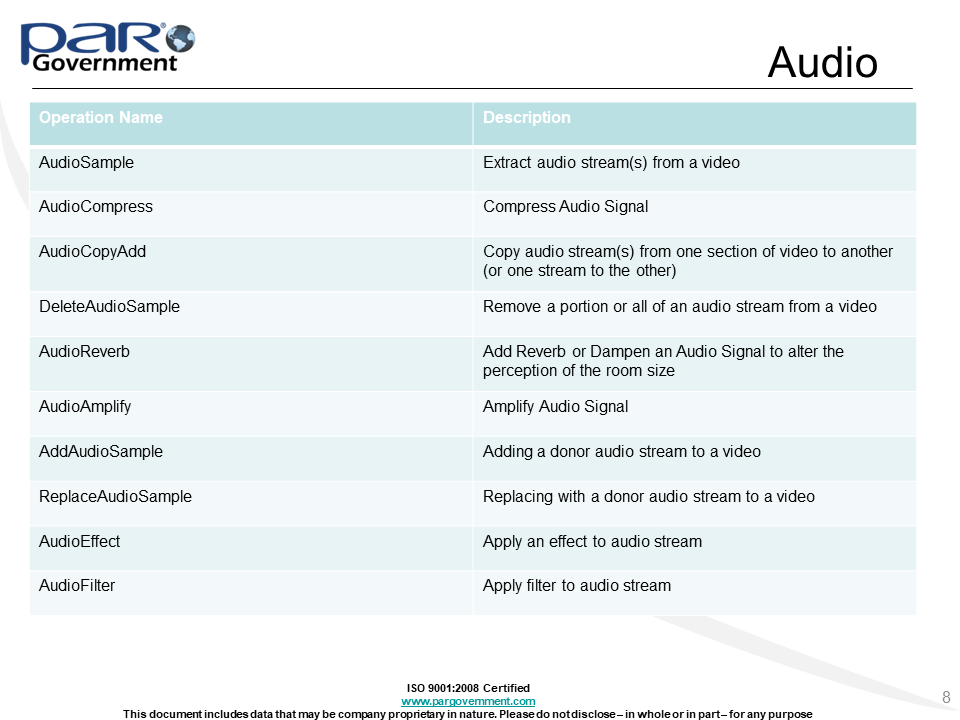 PAR® Government
Audio
Operation Name Description
AudioSample Extract audio stream(s) from a video
AudioCompress Compress Audio Signal
AudioCopyAdd Copy audio stream(s) from one section of video to another
(or one stream to the other)
DeleteAudioSample Remove a portion or all of an audio stream from a video
AudioReverb Add Reverb or Dampen an Audio Signal to alter the
perception of the room size
AudioAmplify Amplify Audio Signal
AddAudioSample Adding a donor audio stream to a video
ReplaceAudioSample Replacing with a donor audio stream to a video
AudioEffect Apply an effect to audio stream
AudioFilter Apply filter to audio stream
ISO 9001:2008 Certified
www.pargovernment.com
This document includes data that may be company proprietary in nature. Please do not disclose – in whole or in part – for any purpose
8